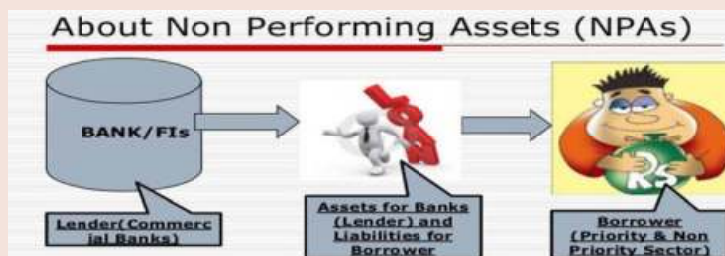 About Non Performing Assets (NPAs)
BANK/FIs
LOAN
Rs
Lender(Commerc
ial Banks)
Assets for Banks
(Lender) and
Liabilities for
Borrower
Borrower
(Priority & Non
Priority Sector)